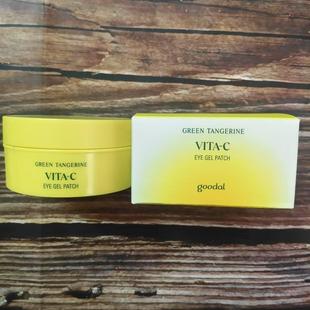 GREEN TANGERINE
VITA-C
EYE GEL PATCH
GREEN TANGERINE
VITA-C
EYE GEL PATCH
goodal